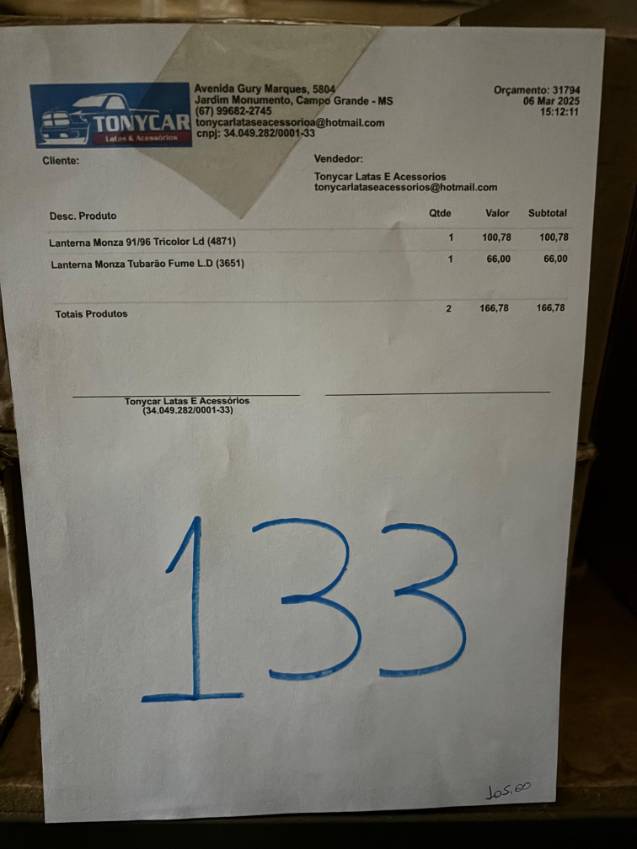 TONYCAR
Latas & Acessórios
Avenida Gury Marques, 5804
Jardim Monumento, Campo Grande - MS
(67) 99682-2745
tonycarlataseacessorioa@hotmail.com
cnpj: 34.049.282/0001-33
Orçamento: 31794
06 Mar 2025
15:12:11
Cliente:
Vendedor:
Tonycar Latas E Acessorios
tonycarlataseacessorios@hotmail.com
Desc. Produto Qtde Valor Subtotal
Lanterna Monza 91/96 Tricolor Ld (4871) 1 100,78 100,78
Lanterna Monza Tubarão Fume L.D (3651) 1 66,00 66,00
Totais Produtos 2 166,78 166,78
Tonycar Latas E Acessórios
(34.049.282/0001-33)
133
105.00